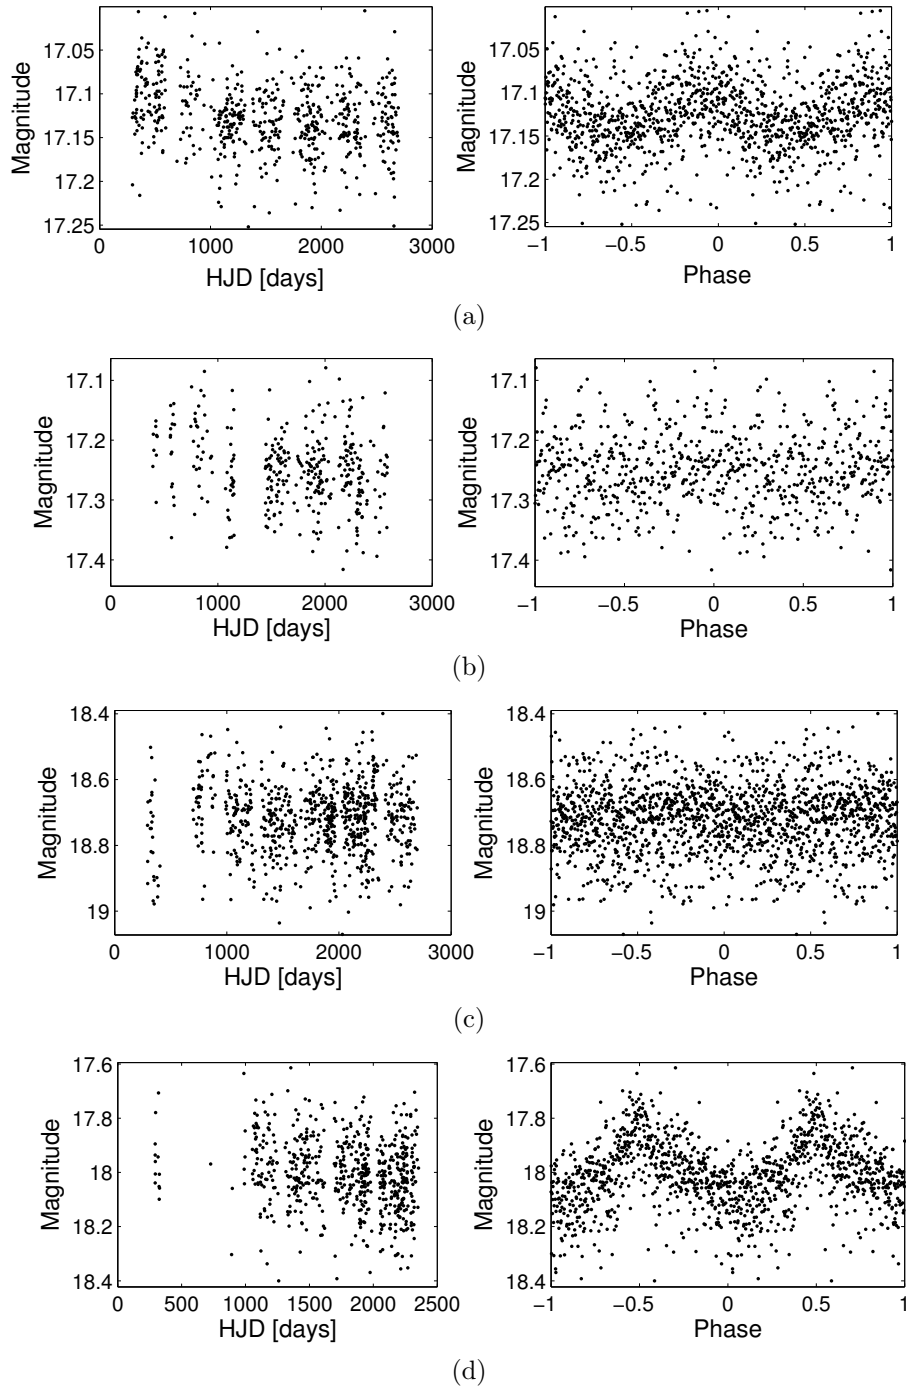 17.05
17.1
17.15
17.2
17.25
Magnitude
0 1000 2000 3000
HJD [days]
17.05
17.1
17.15
17.2
17.25
Magnitude
−1 −0.5 0 0.5 1
Phase
(a)
17.1
17.2
17.3
17.4
Magnitude
0 1000 2000 3000
HJD [days]
17.1
17.2
17.3
17.4
Magnitude
−1 −0.5 0 0.5 1
Phase
(b)
18.4
18.6
18.8
19
Magnitude
0 1000 2000 3000
HJD [days]
18.4
18.6
18.8
19
Magnitude
−1 −0.5 0 0.5 1
Phase
(c)
17.6
17.8
18
18.2
18.4
Magnitude
0 500 1000 1500 2000 2500
HJD [days]
17.6
17.8
18
18.2
18.4
Magnitude
−1 −0.5 0 0.5 1
Phase
(d)